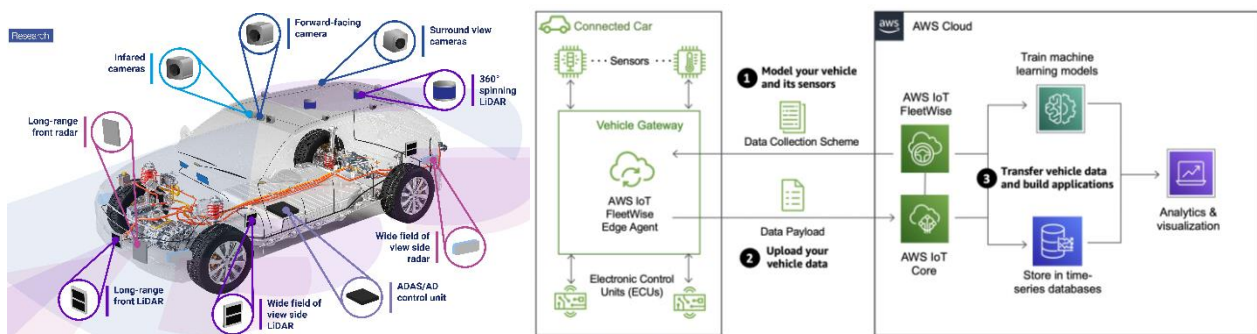 Research
Forward-facing
camera
Surround view
cameras
Infared
cameras
360°
spinning
LiDAR
Long-range
front radar
Wide field of
view side
radar
ADAS/AD
control unit
Long-range
front LiDAR
Wide field of
view side
LiDAR
Connected Car
Sensors
Vehicle Gateway
AWS IoT
FleetWise
Edge Agent
Electronic Control
Units (ECUs)
1 Model your vehicle
and its sensors
Data Collection Scheme
Data Payload
2 Upload your
vehicle data
aws AWS Cloud
AWS IoT
FleetWise
AWS IoT
Core
Train machine
learning models
3 Transfer vehicle data
and build applications
Store in time-
series databases
Analytics &
visualization